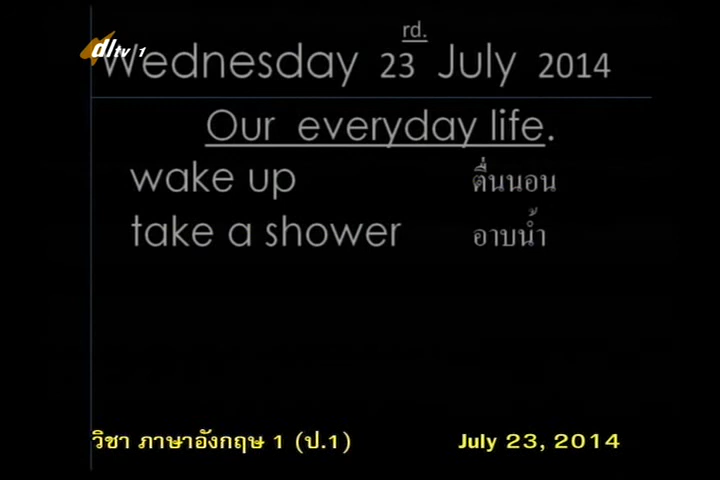 dltv 1
Wednesday 23rd. July 2014
Our everyday life.
wake up ตื่นนอน
take a shower อาบน้ำ
วิชา ภาษาอังกฤษ 1 (ป.1) July 23, 2014